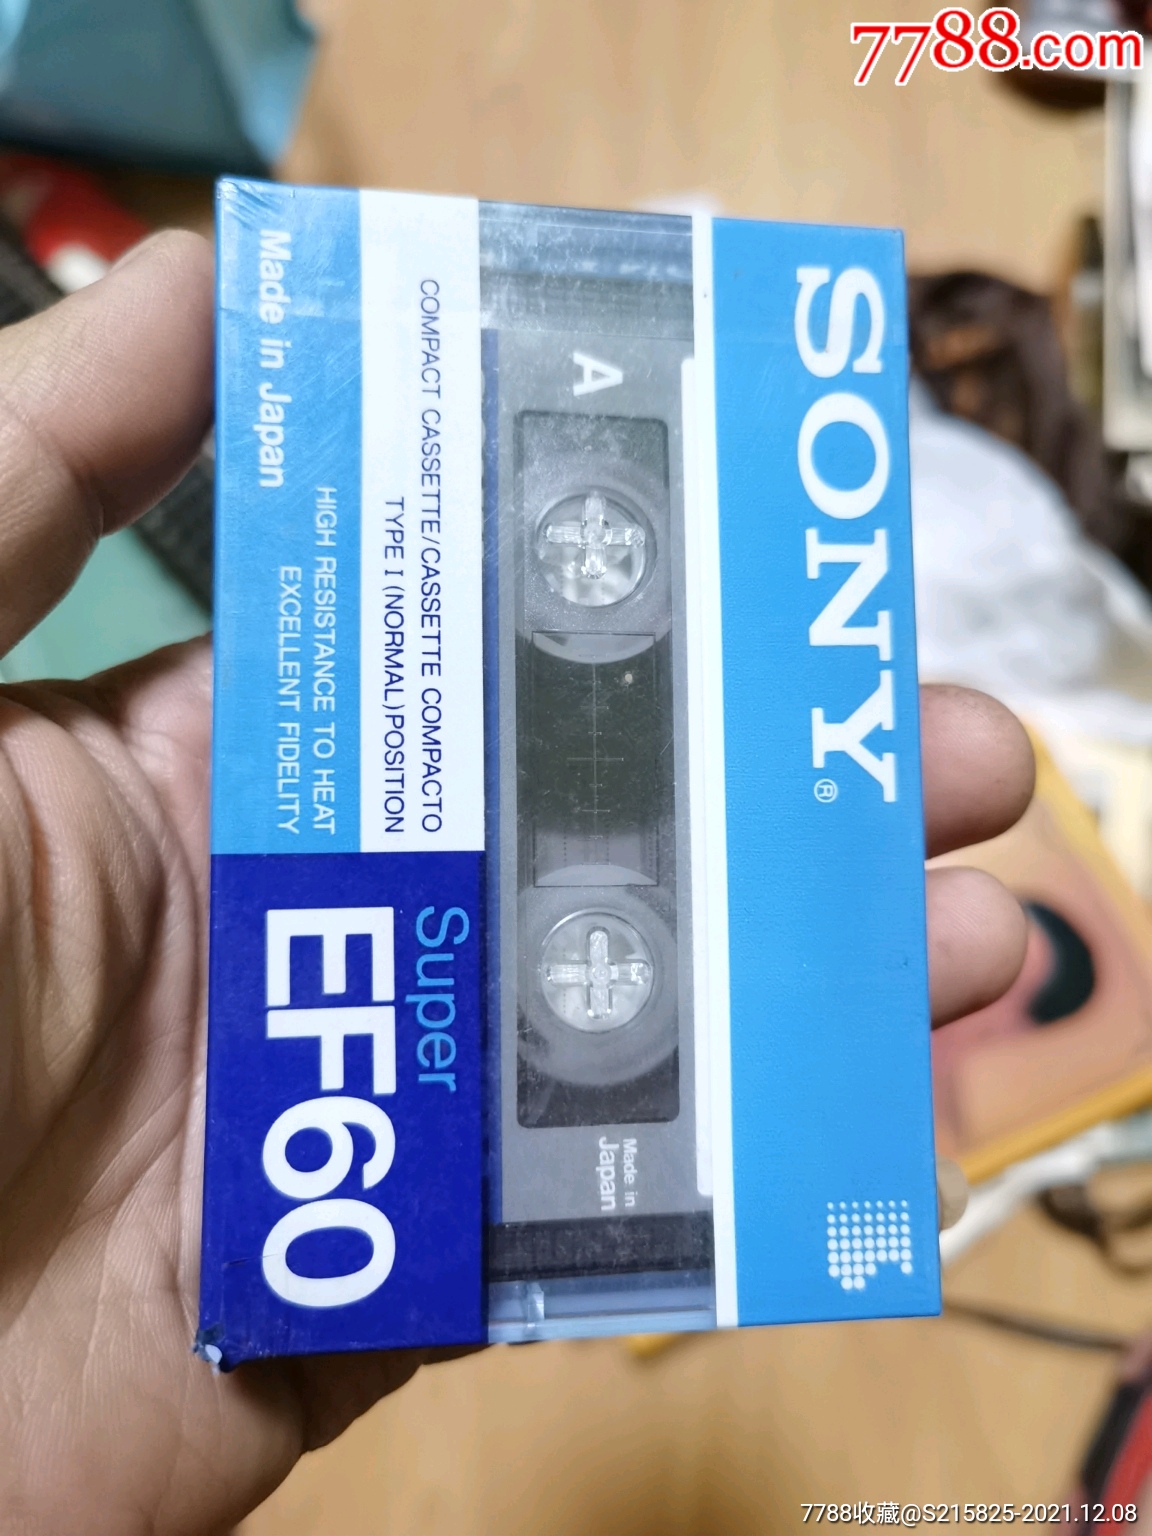 7788.com
SONY®
A
Made in
Japan
COMPACT CASSETTE/CASSETTE COMPACTO
TYPE I (NORMAL) POSITION
HIGH RESISTANCE TO HEAT
EXCELLENT FIDELITY
Made in Japan
Super
EF60
7788收藏@S215825-2021.12.08